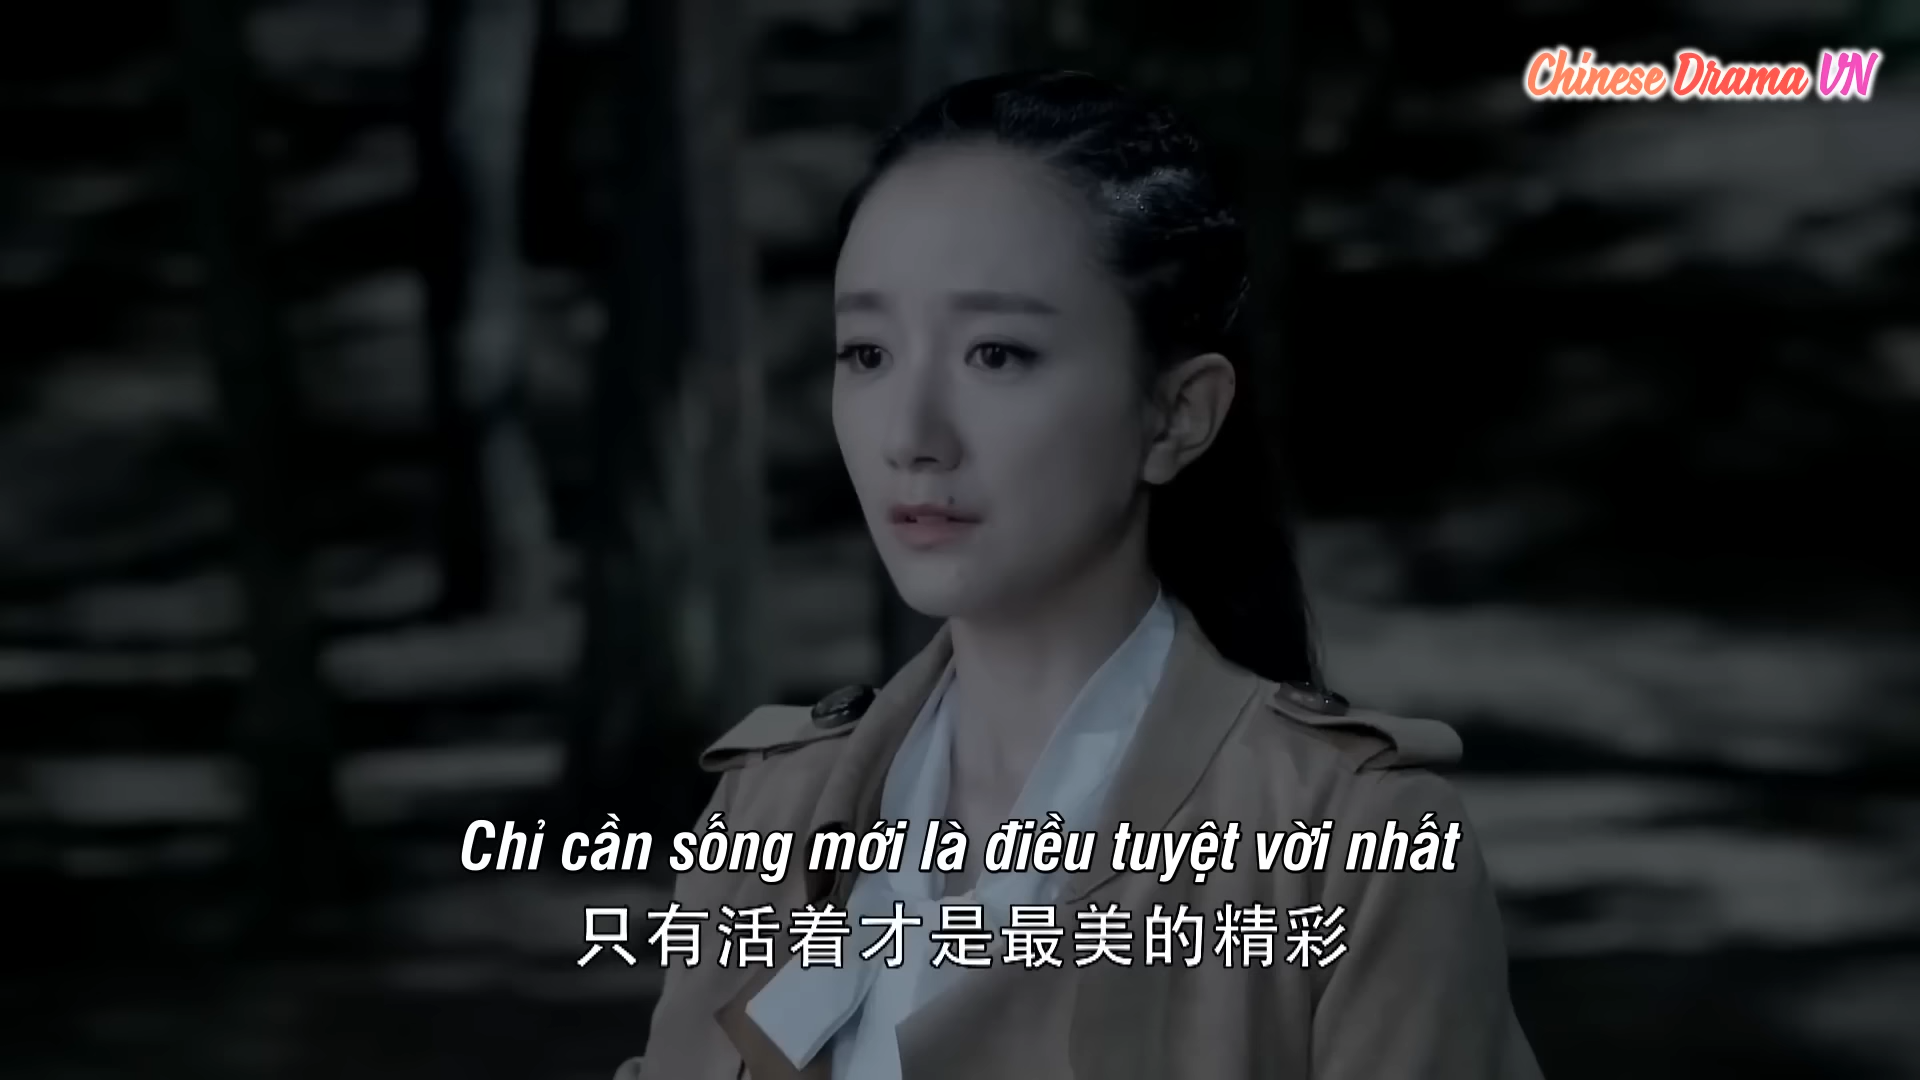 Chinese Drama VN
Chỉ cần sống mới là điều tuyệt vời nhất
只有活着才是最美的精彩